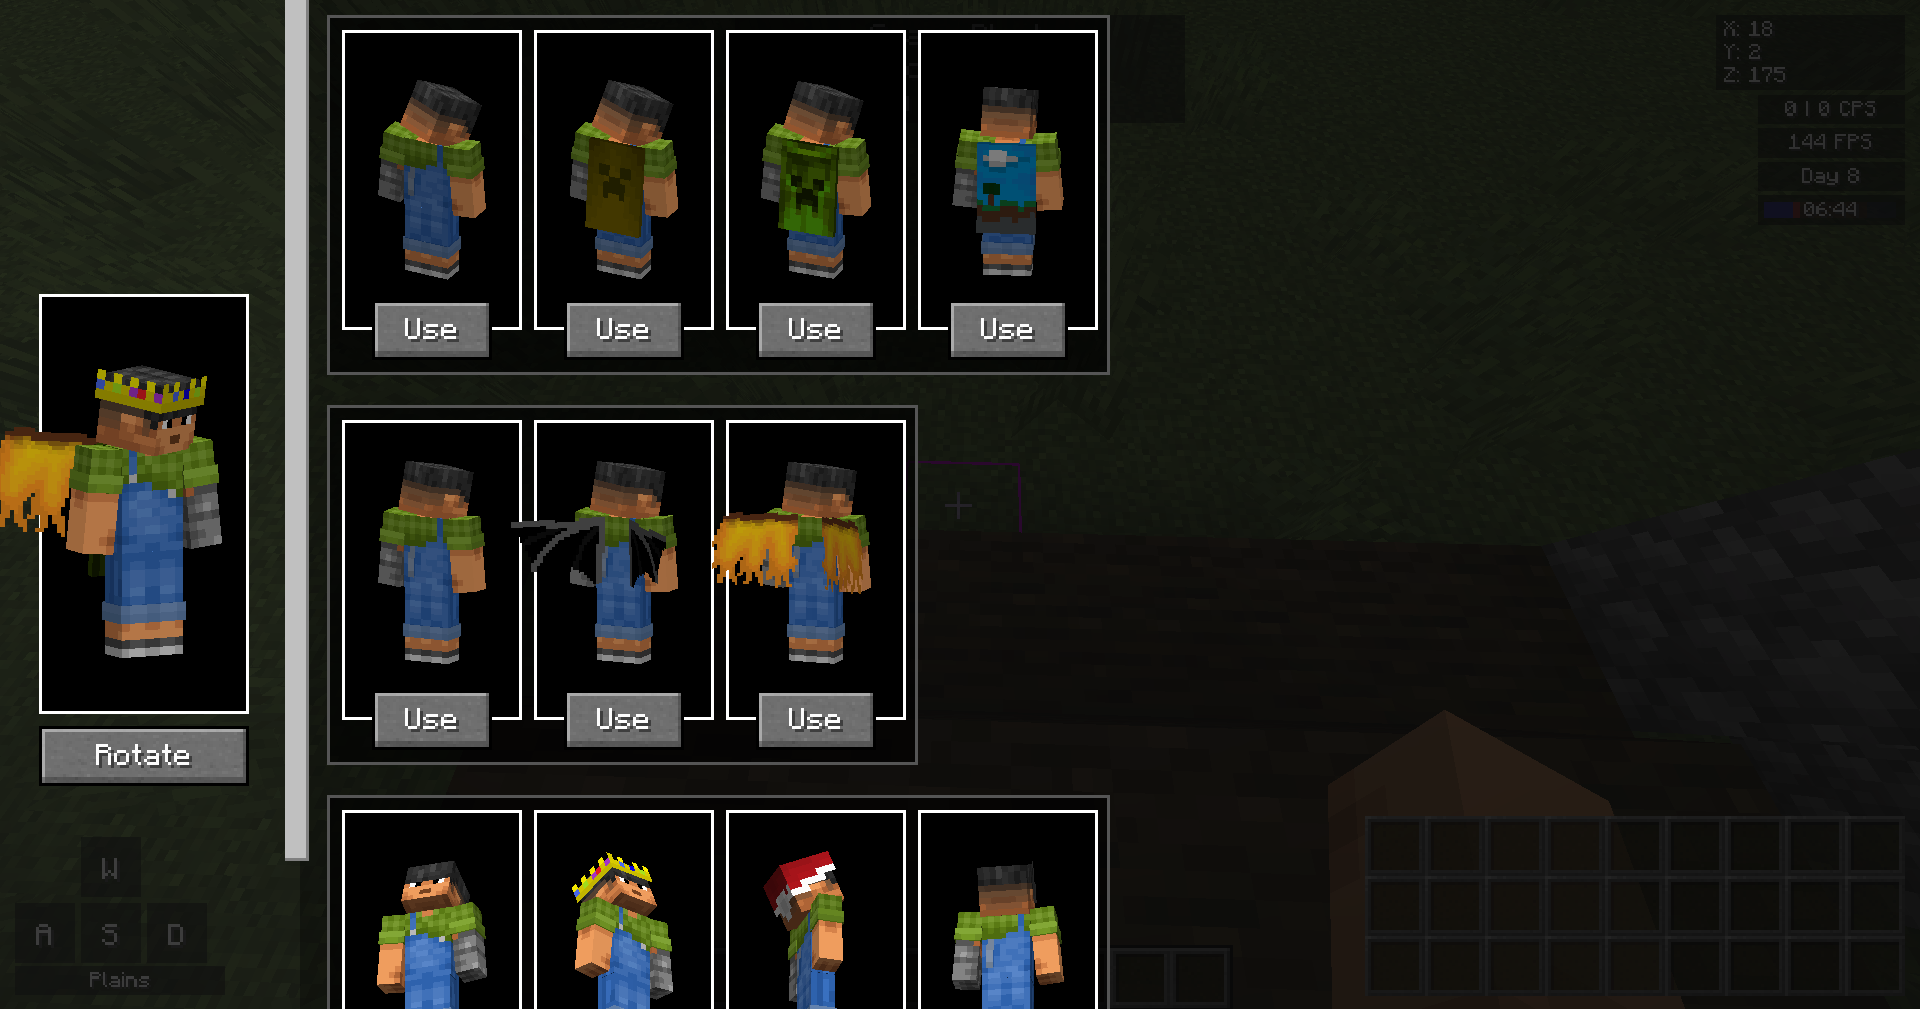 X: 18
Y: 2
Z: 175
0 | 0 CPS
144 FPS
Day 8
06:44
Use Use Use Use
Use Use Use
Rotate
W
A S D
Plains